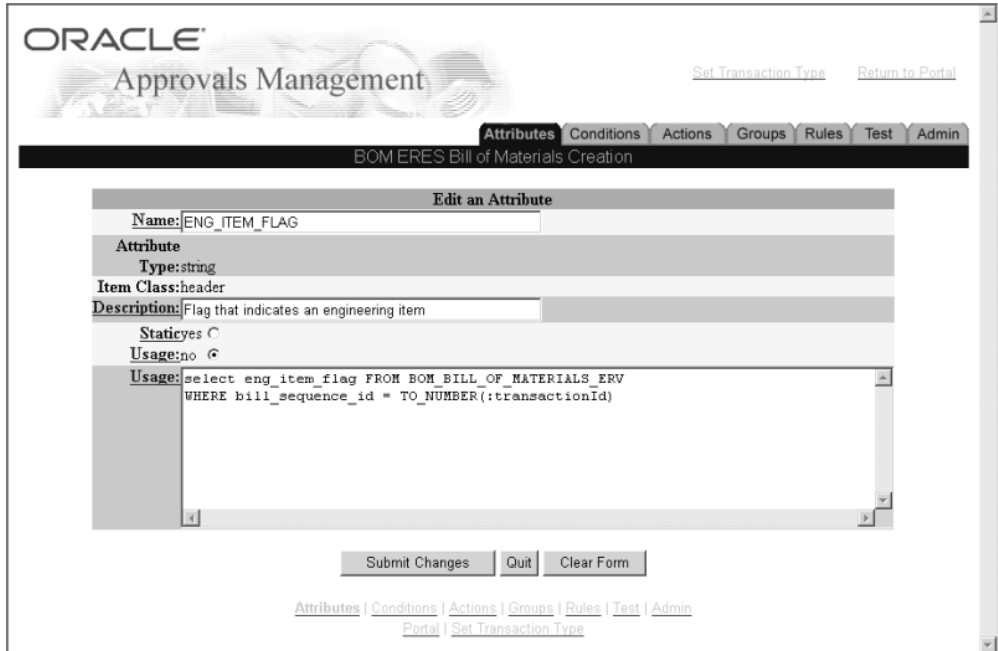 ORACLE
Approvals Management
Set Transaction Type Return to Portal
Attributes Conditions Actions Groups Rules Test Admin
BOM ERES Bill of Materials Creation
Edit an Attribute
Name: ENG_ITEM_FLAG
Attribute
Type: string
Item Class: header
Description: Flag that indicates an engineering item
Static yes
Usage: no
Usage: select eng_item_flag FROM BOM_BILL_OF_MATERIALS_ERV
WHERE bill_sequence_id = TO_NUMBER(:transactionId)
Submit Changes Quit Clear Form
Attributes | Conditions | Actions | Groups | Rules | Test | Admin
Portal | Set Transaction Type